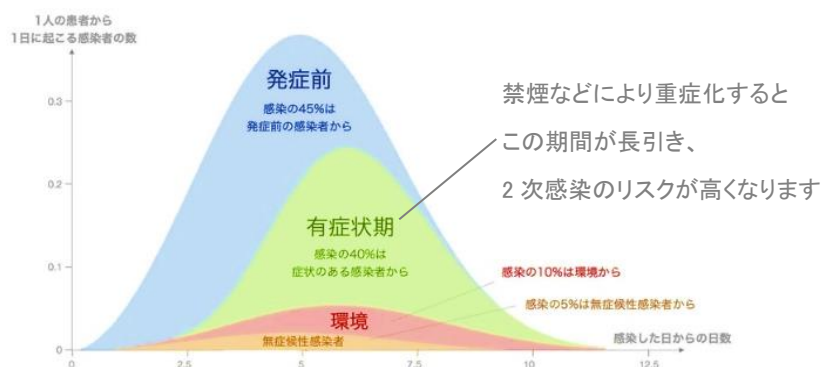 1人の患者から
1日に起こる感染者の数
0.3
0.2
0.1
0
発症前
感染の45%は
発症前の感染者から
禁煙などにより重症化すると
この期間が長引き、
2 次感染のリスクが高くなります
有症状期
感染の40%は
症状のある感染者から
感染の10%は環境から
環境
感染の5%は無症候性感染者から
無症候性感染者
感染した日からの日数
0
2.5
5
7.5
10
12.5